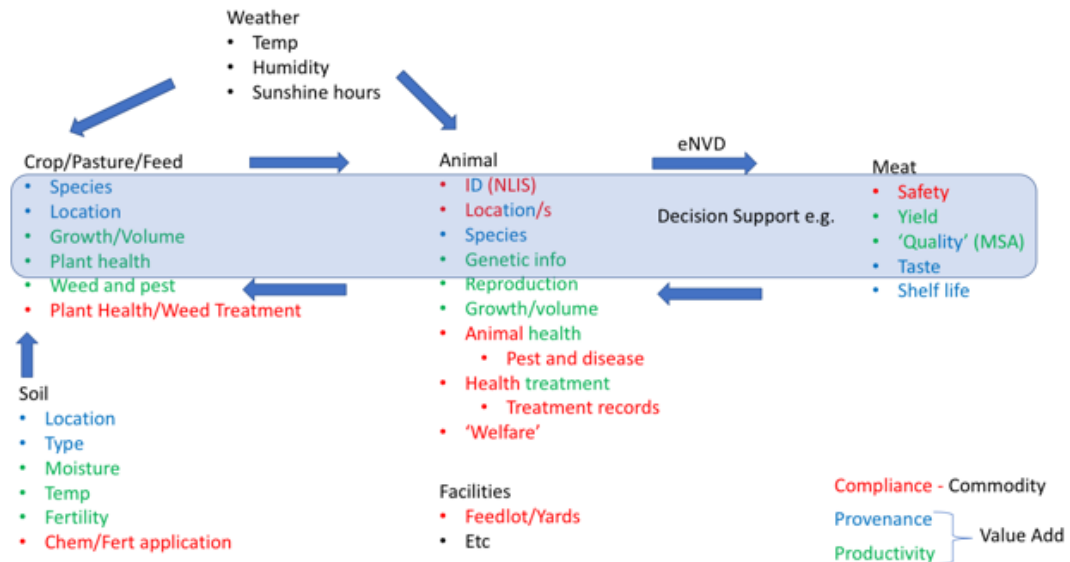 Weather
• Temp
• Humidity
• Sunshine hours
eNVD
Crop/Pasture/Feed
• Species
• Location
• Growth/Volume
• Plant health
• Weed and pest
• Plant Health/Weed Treatment
Animal
• ID (NLIS)
• Location/s
• Species
• Genetic info
• Reproduction
• Growth/volume
• Animal health
• Pest and disease
• Health treatment
• Treatment records
• ‘Welfare’
Decision Support e.g.
Meat
• Safety
• Yield
• ‘Quality’ (MSA)
• Taste
• Shelf life
Soil
• Location
• Type
• Moisture
• Temp
• Fertility
• Chem/Fert application
Facilities
• Feedlot/Yards
• Etc
Compliance - Commodity
Provenance
Productivity
Value Add